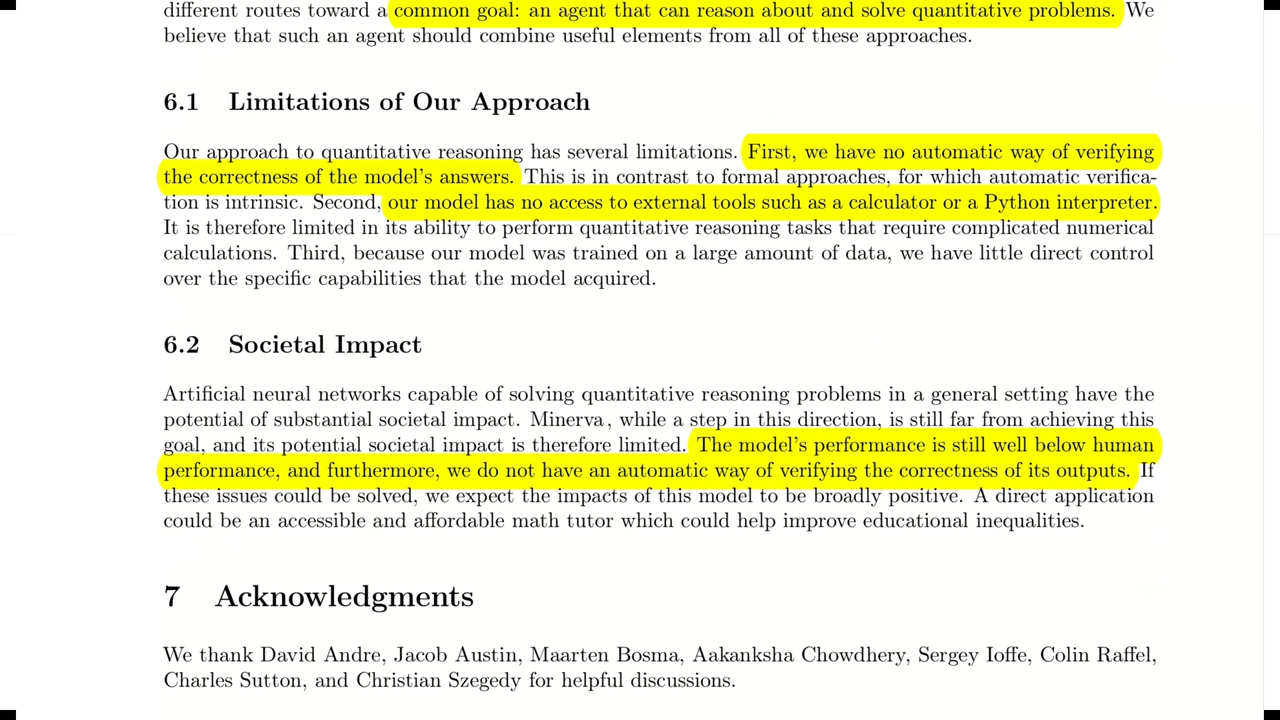 different routes toward a common goal: an agent that can reason about and solve quantitative problems. We
believe that such an agent should combine useful elements from all of these approaches.
6.1 Limitations of Our Approach
Our approach to quantitative reasoning has several limitations. First, we have no automatic way of verifying
the correctness of the model's answers. This is in contrast to formal approaches, for which automatic verifica-
tion is intrinsic. Second, our model has no access to external tools such as a calculator or a Python interpreter.
It is therefore limited in its ability to perform quantitative reasoning tasks that require complicated numerical
calculations. Third, because our model was trained on a large amount of data, we have little direct control
over the specific capabilities that the model acquired.
6.2 Societal Impact
Artificial neural networks capable of solving quantitative reasoning problems in a general setting have the
potential of substantial societal impact. Minerva, while a step in this direction, is still far from achieving this
goal, and its potential societal impact is therefore limited. The model's performance is still well below human
performance, and furthermore, we do not have an automatic way of verifying the correctness of its outputs. If
these issues could be solved, we expect the impacts of this model to be broadly positive. A direct application
could be an accessible and affordable math tutor which could help improve educational inequalities.
7 Acknowledgments
We thank David Andre, Jacob Austin, Maarten Bosma, Aakanksha Chowdhery, Sergey Ioffe, Colin Raffel,
Charles Sutton, and Christian Szegedy for helpful discussions.